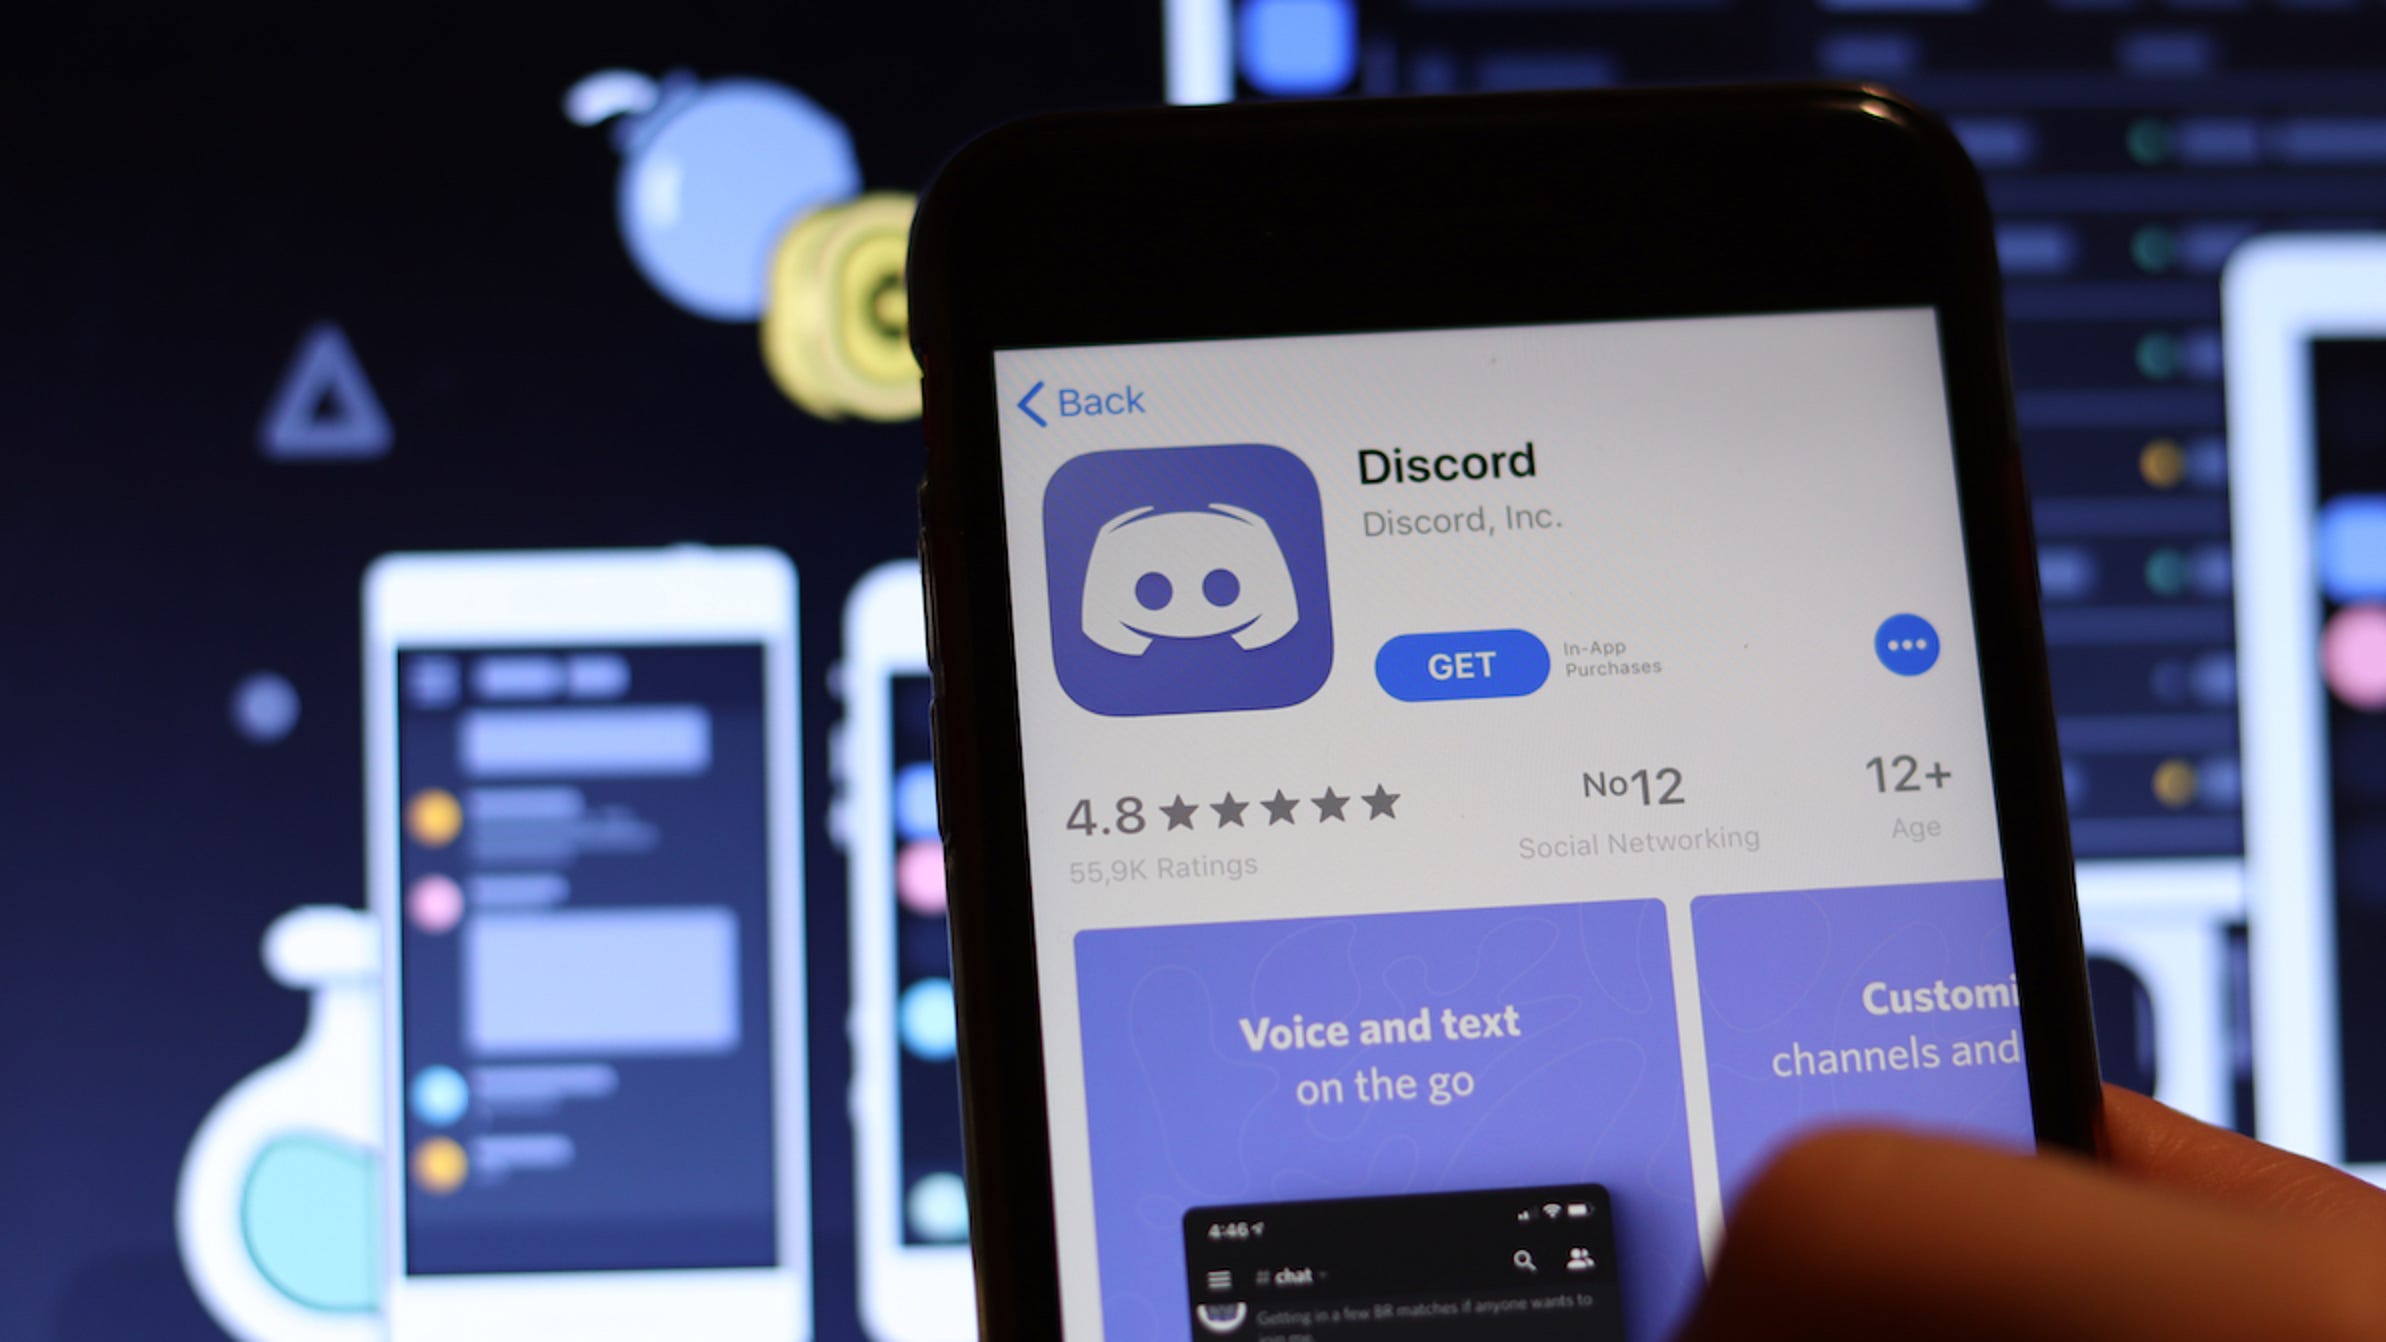 Back
Discord
Discord, Inc.
GET
In-App
Purchases
4.8
No12
12+
55,9K Ratings
Social Networking
Age
Voice and text
on the go
Customi
channels and
4:46
# chat
Getting in a few BR matches if anyone wants to
join me.